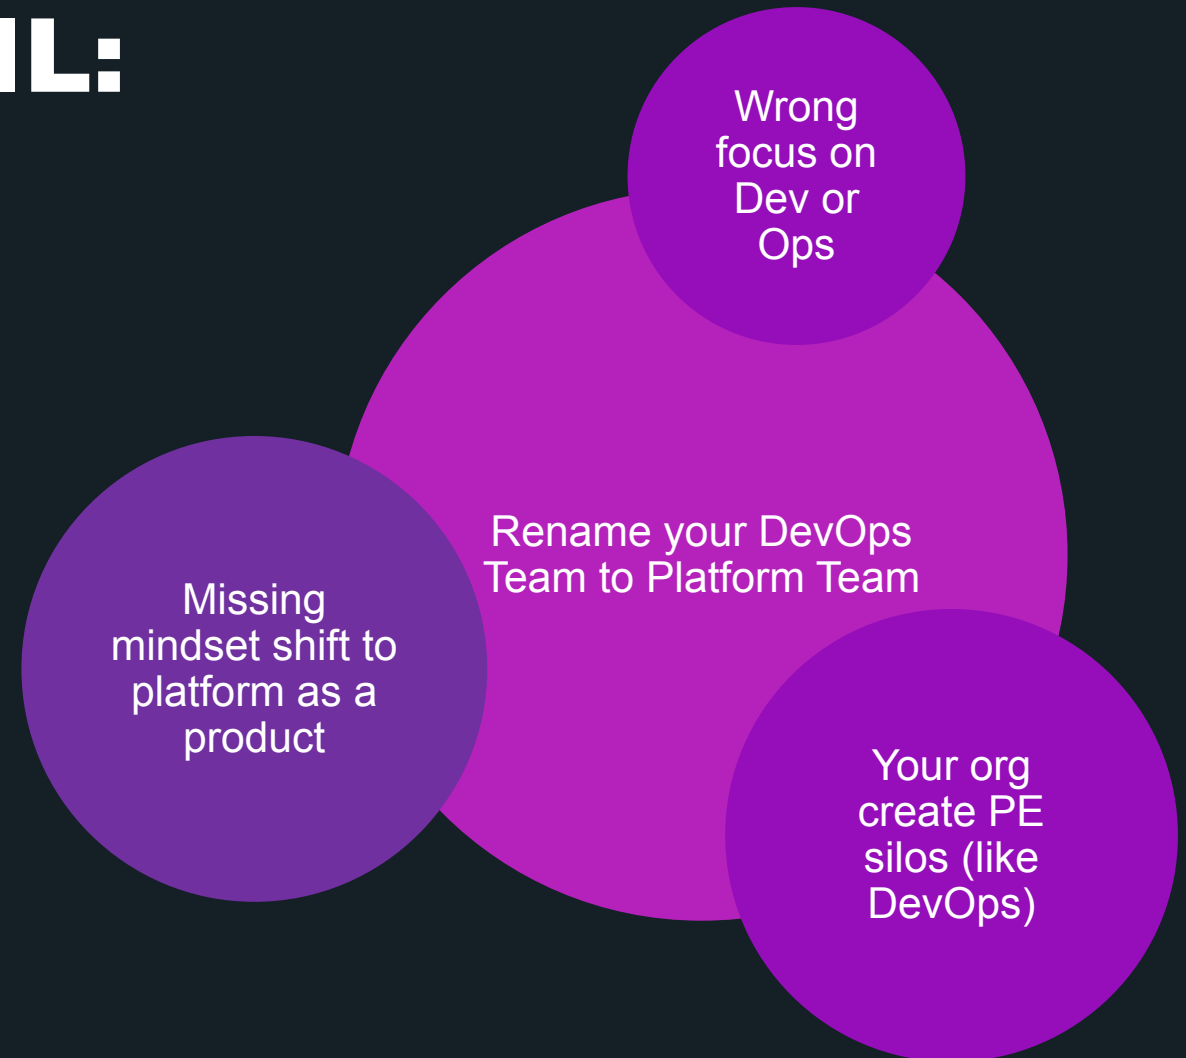 IL:
Wrong
focus on
Dev or
Ops
Rename your DevOps
Team to Platform Team
Missing
mindset shift to
platform as a
product
Your org
create PE
silos (like
DevOps)